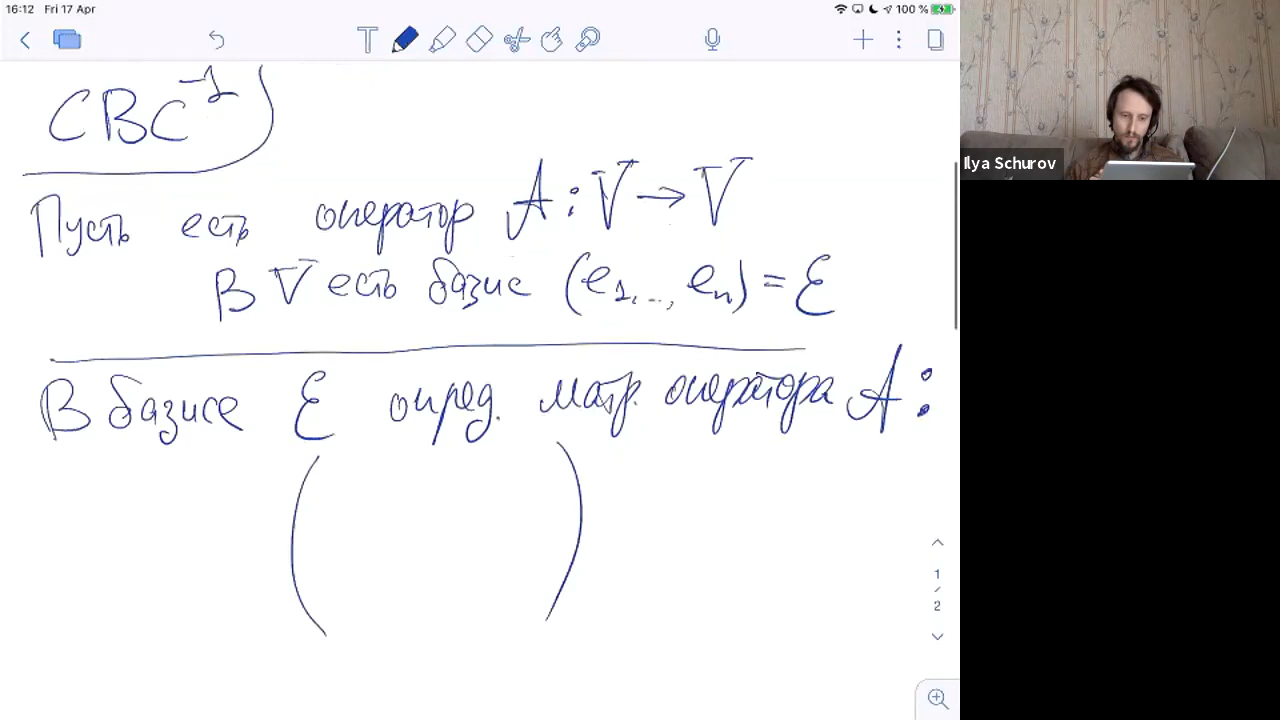 16:12 Fri 17 Apr
100 %
T
CBC⁻¹)
Пусть есть оператор A : V → V
В V есть базис (e₁, ..., eₙ) = ℰ
В базисе ℰ опред. матр. оператора A :
( )
1
/
2
Ilya Schurov